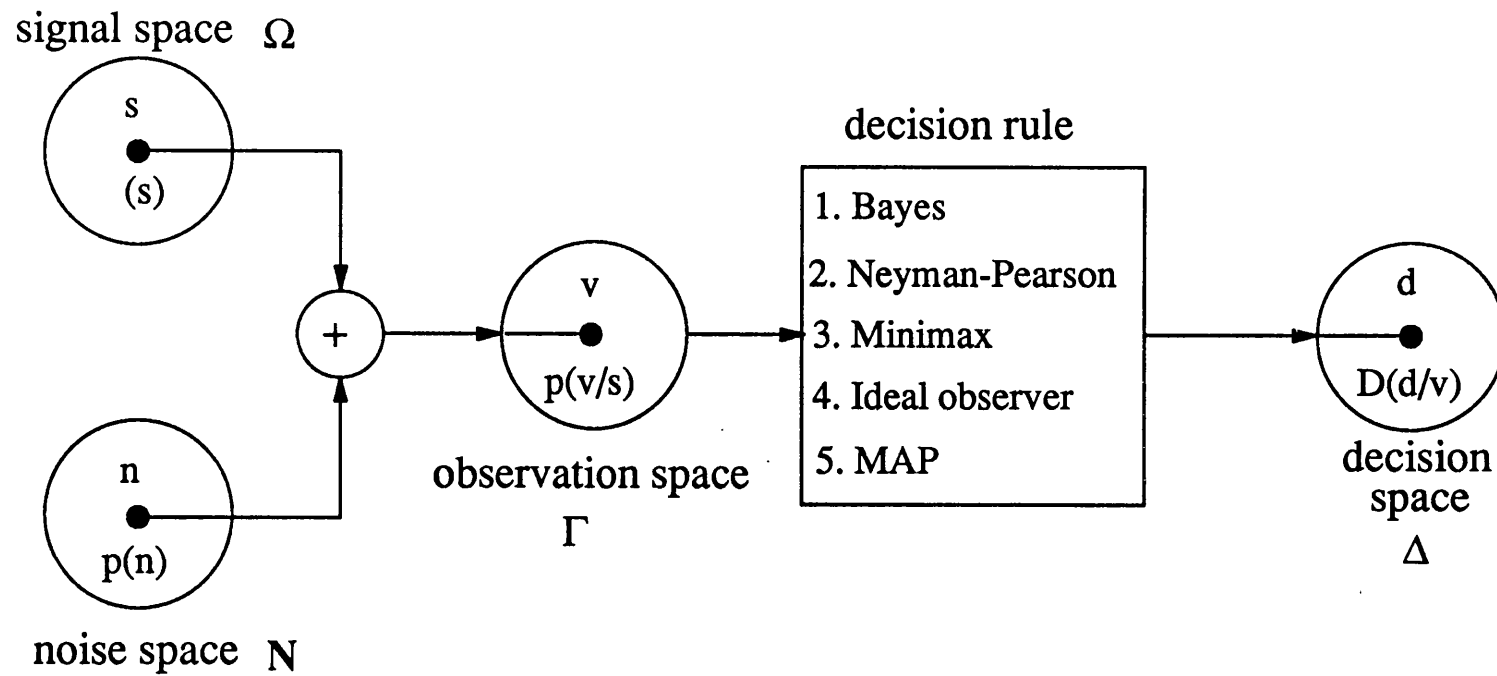 signal space Ω
s
(s)
+
n
p(n)
noise space N
v
p(v/s)
observation space
Γ
decision rule
1. Bayes
2. Neyman-Pearson
3. Minimax
4. Ideal observer
5. MAP
d
D(d/v)
decision
space
Δ